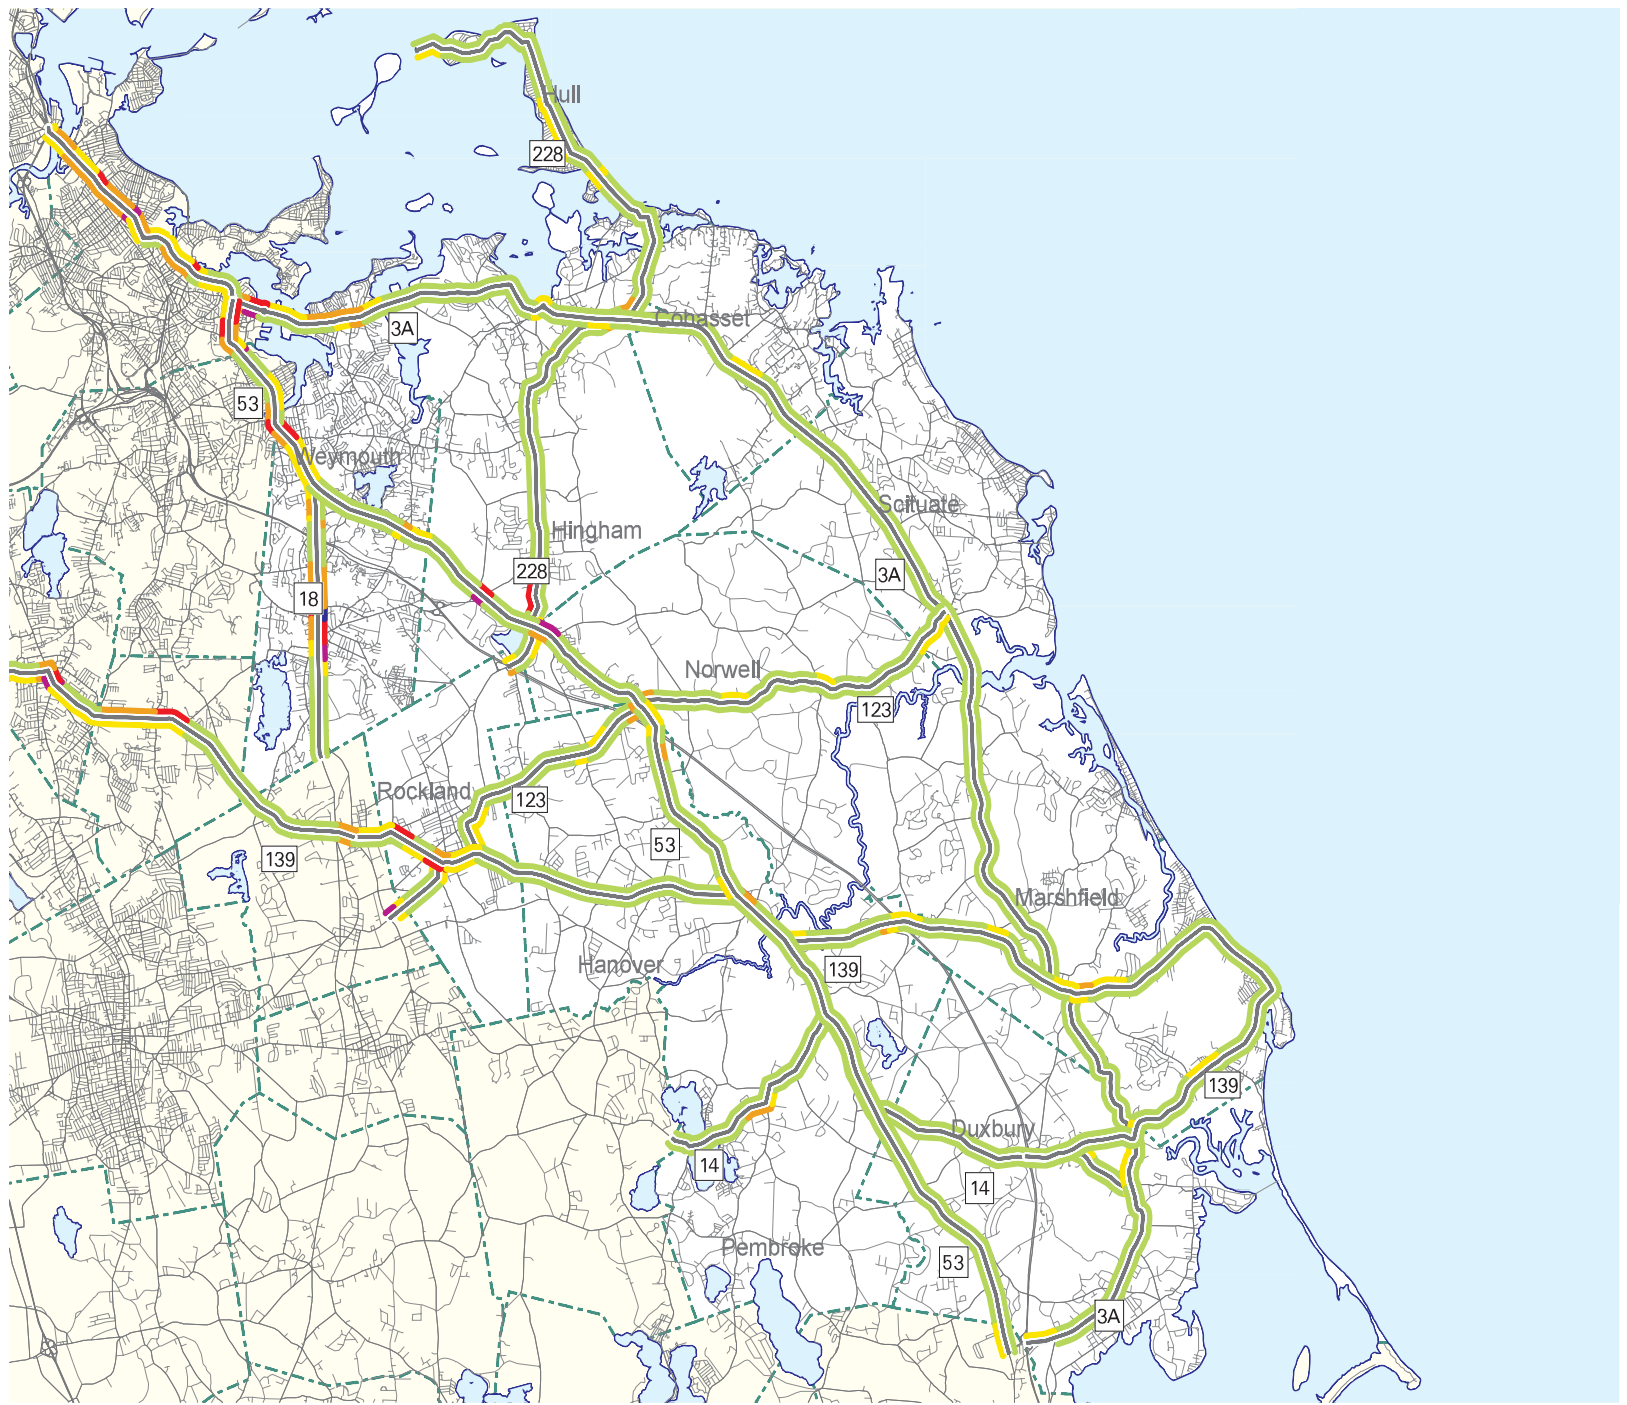 Hull
228
Cohasset
3A
53
Weymouth
Scituate
Hingham
228
3A
18
Norwell
123
Rockland
123
53
139
Marshfield
Hanover
139
139
Duxbury
14
14
Pembroke
53
3A